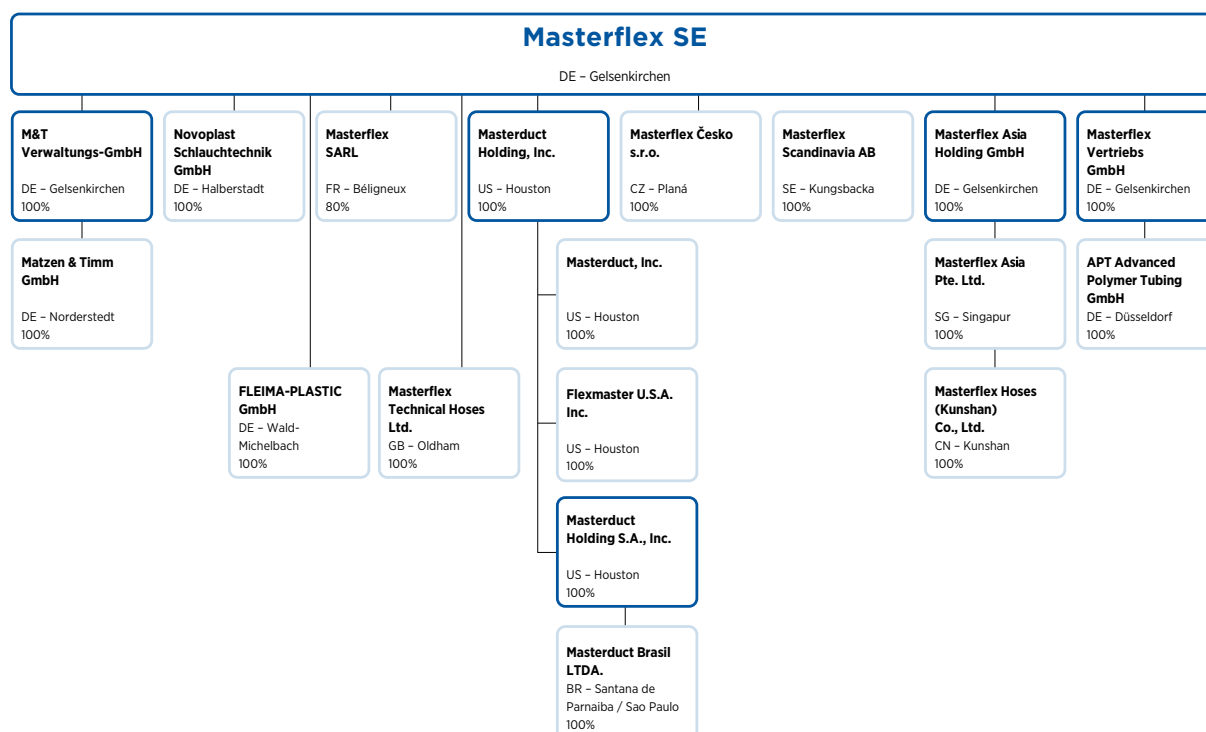 Masterflex SE
DE – Gelsenkirchen
M&T
Verwaltungs-GmbH
DE – Gelsenkirchen
100%
Novoplast
Schlauchtechnik
GmbH
DE – Halberstadt
100%
Masterflex
SARL
FR – Béligneux
80%
Masterduct
Holding, Inc.
US – Houston
100%
Masterflex Česko
s.r.o.
CZ – Planá
100%
Masterflex
Scandinavia AB
SE – Kungsbacka
100%
Masterflex Asia
Holding GmbH
DE – Gelsenkirchen
100%
Masterflex
Vertriebs
GmbH
DE – Gelsenkirchen
100%
Matzen & Timm
GmbH
DE – Norderstedt
100%
Masterduct, Inc.
US – Houston
100%
Masterflex Asia
Pte. Ltd.
SG – Singapur
100%
APT Advanced
Polymer Tubing
GmbH
DE – Düsseldorf
100%
FLEIMA-PLASTIC
GmbH
DE – Wald-
Michelbach
100%
Masterflex
Technical Hoses
Ltd.
GB – Oldham
100%
Flexmaster U.S.A.
Inc.
US – Houston
100%
Masterflex Hoses
(Kunshan)
Co., Ltd.
CN – Kunshan
100%
Masterduct
Holding S.A., Inc.
US – Houston
100%
Masterduct Brasil
LTDA.
BR – Santana de
Parnaiba / Sao Paulo
100%